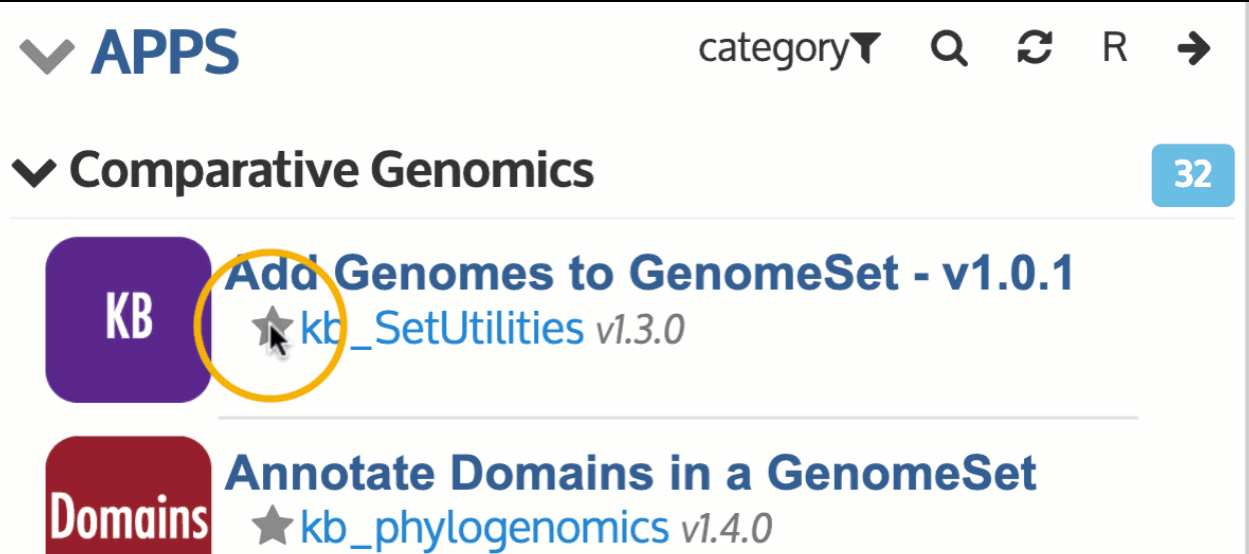 APPS category R
Comparative Genomics 32
KB
Add Genomes to GenomeSet - v1.0.1
kb_SetUtilities v1.3.0
Domains
Annotate Domains in a GenomeSet
kb_phylogenomics v1.4.0